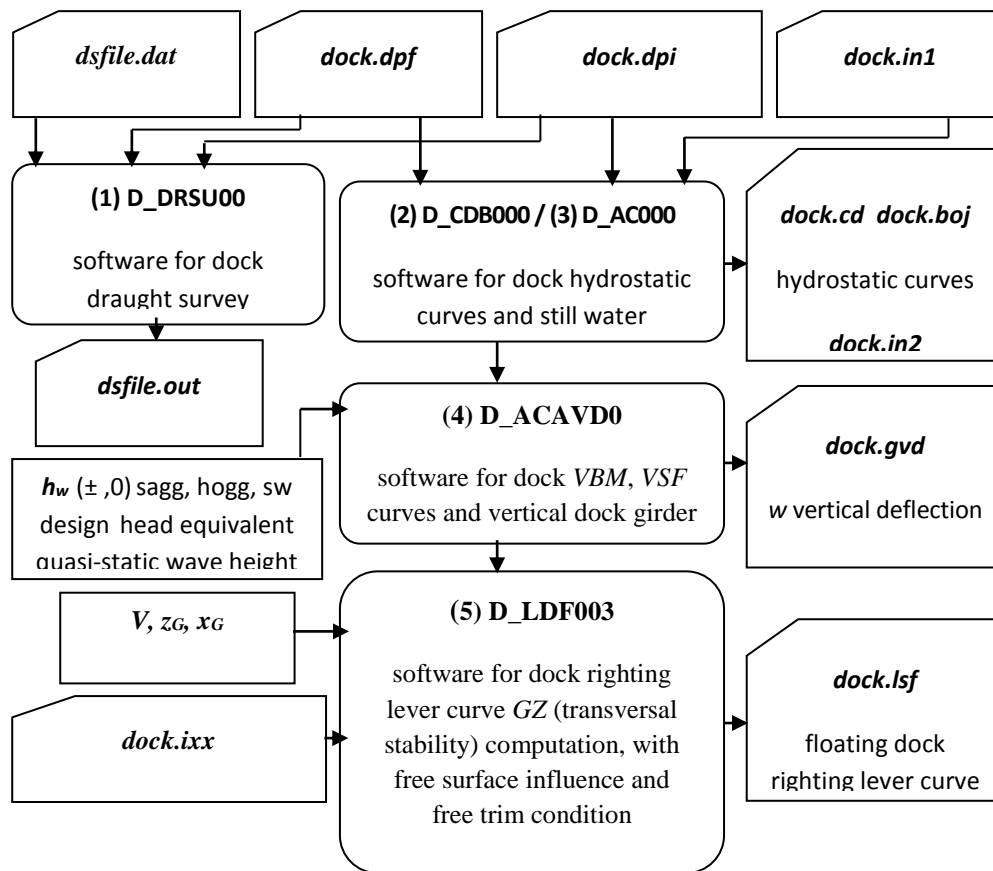 dsfile.dat
dock.dpf
dock.dpi
dock.in1
(1) D_DRSU00
software for dock
draught survey
(2) D_CDB000 / (3) D_AC000
software for dock hydrostatic
curves and still water
dock.cd dock.boj
hydrostatic curves
dock.in2
dsfile.out
(4) D_ACAVD0
software for dock VBM, VSF
curves and vertical dock girder
dock.gvd
w vertical deflection
hw (± ,0) sagg, hogg, sw
design head equivalent
quasi-static wave height
V, zG, xG
(5) D_LDF003
software for dock righting
lever curve GZ (transversal
stability) computation, with
free surface influence and
free trim condition
dock.ixx
dock.lsf
floating dock
righting lever curve